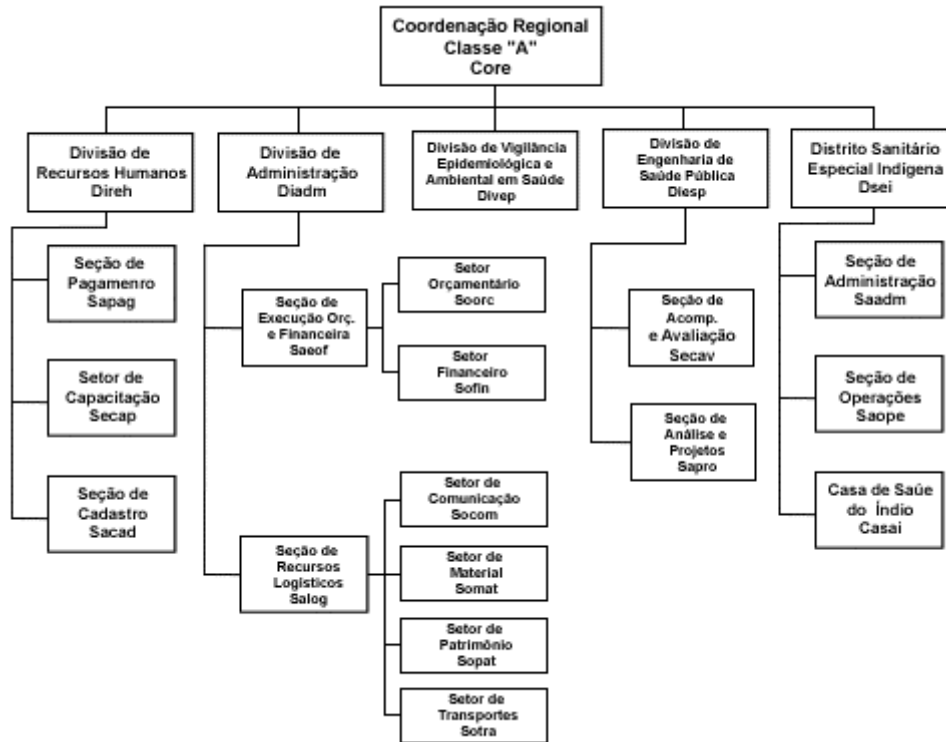 Coordenação Regional
Classe "A"
Core
Divisão de
Recursos Humanos
Direh
Divisão de
Administração
Diadm
Divisão de Vigilância
Epidemiológica e
Ambiental em Saúde
Divep
Divisão de
Engenharia de
Saúde Pública
Diesp
Distrito Sanitário
Especial Indigena
Dsei
Seção de
Pagamenro
Sapag
Setor de
Capacitação
Secap
Seção de
Cadastro
Sacad
Seção de
Execução Orç.
e Financeira
Saeof
Setor
Orçamentário
Soorc
Setor
Financeiro
Sofin
Seção de
Recursos
Logísticos
Salog
Setor de
Comunicação
Socom
Setor de
Material
Somat
Setor de
Patrimônio
Sopat
Setor de
Transportes
Sotra
Seção de
Acomp.
e Avaliação
Secav
Seção de
Análise e
Projetos
Sapro
Seção de
Administração
Saadm
Seção de
Operações
Saope
Casa de Saúe
do Índio
Casai